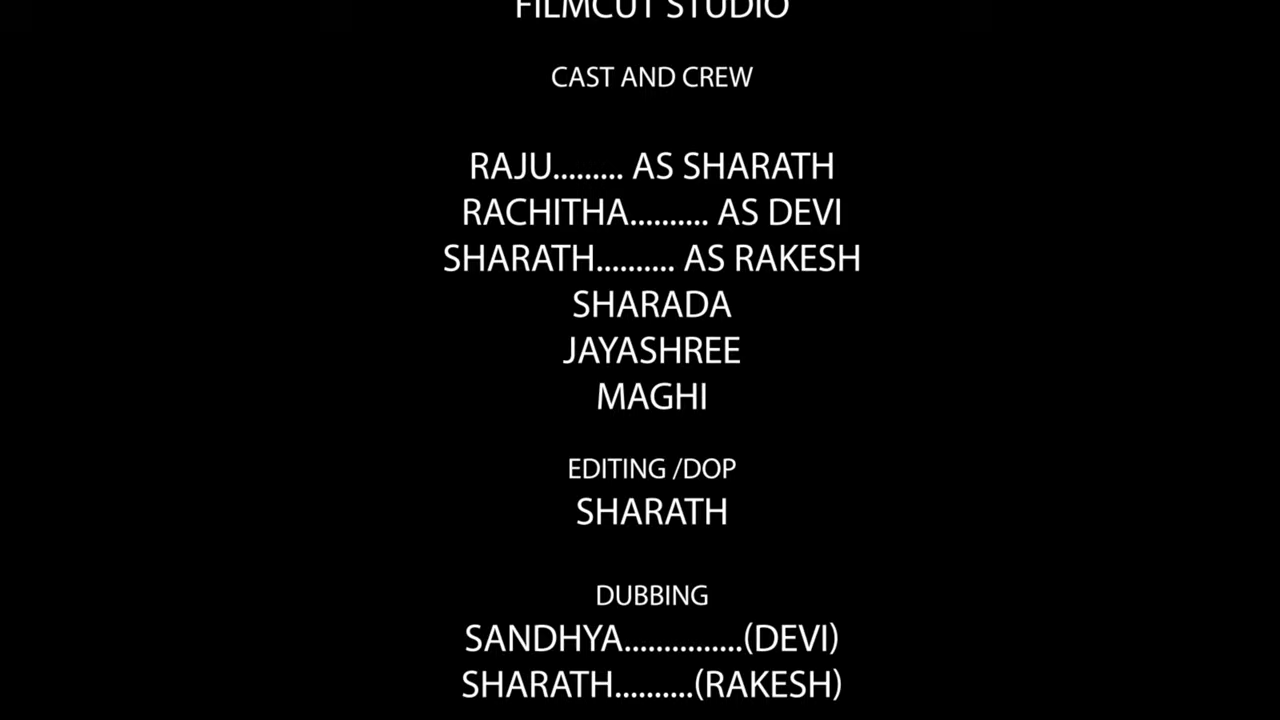 FILMCUT STUDIO
CAST AND CREW
RAJU......... AS SHARATH
RACHITHA.......... AS DEVI
SHARATH.......... AS RAKESH
SHARADA
JAYASHREE
MAGHI
EDITING /DOP
SHARATH
DUBBING
SANDHYA...............(DEVI)
SHARATH..........(RAKESH)